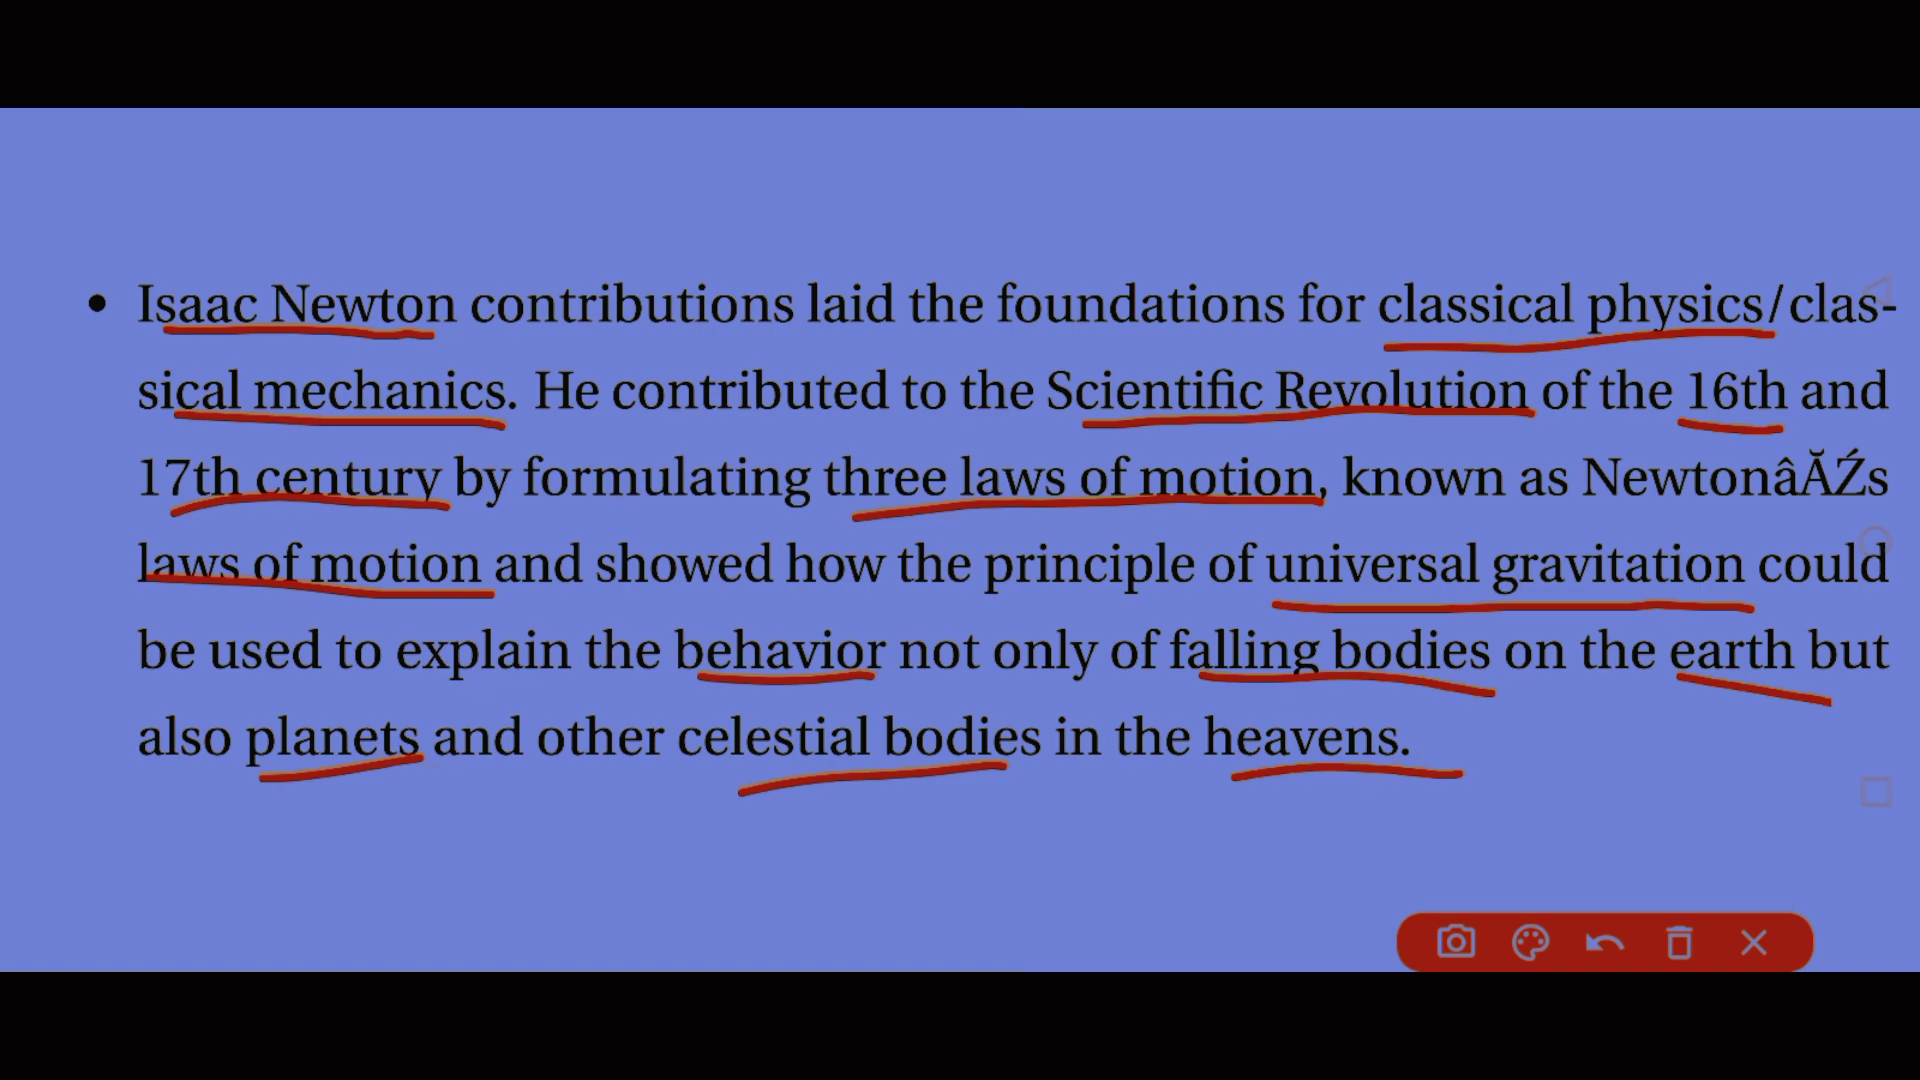 • Isaac Newton contributions laid the foundations for classical physics/clas-
sical mechanics. He contributed to the Scientific Revolution of the 16th and
17th century by formulating three laws of motion, known as NewtonâĂŹs
laws of motion and showed how the principle of universal gravitation could
be used to explain the behavior not only of falling bodies on the earth but
also planets and other celestial bodies in the heavens.